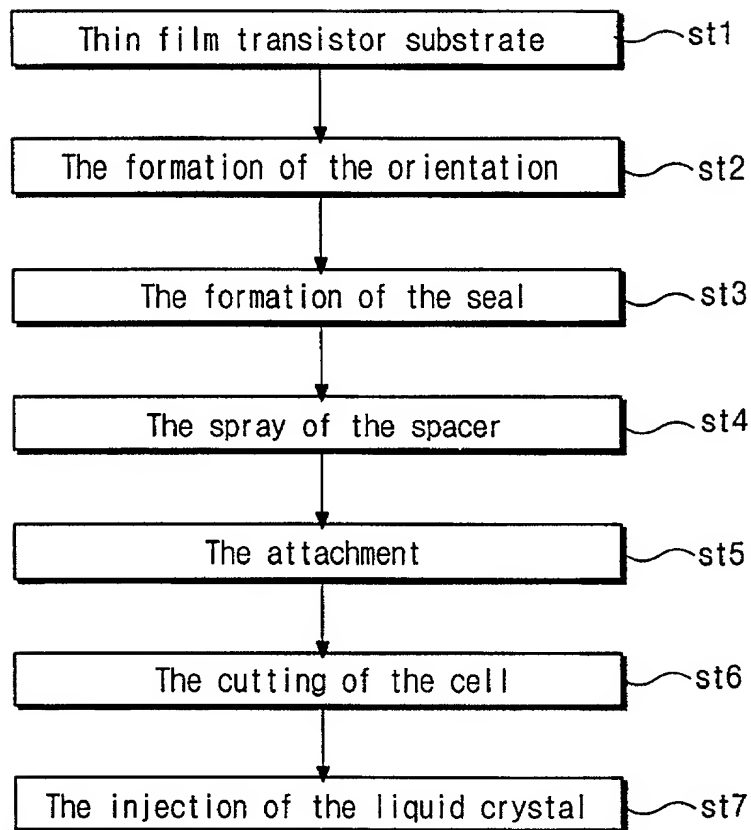 Thin film transistor substrate st1
The formation of the orientation st2
The formation of the seal st3
The spray of the spacer st4
The attachment st5
The cutting of the cell st6
The injection of the liquid crystal st7